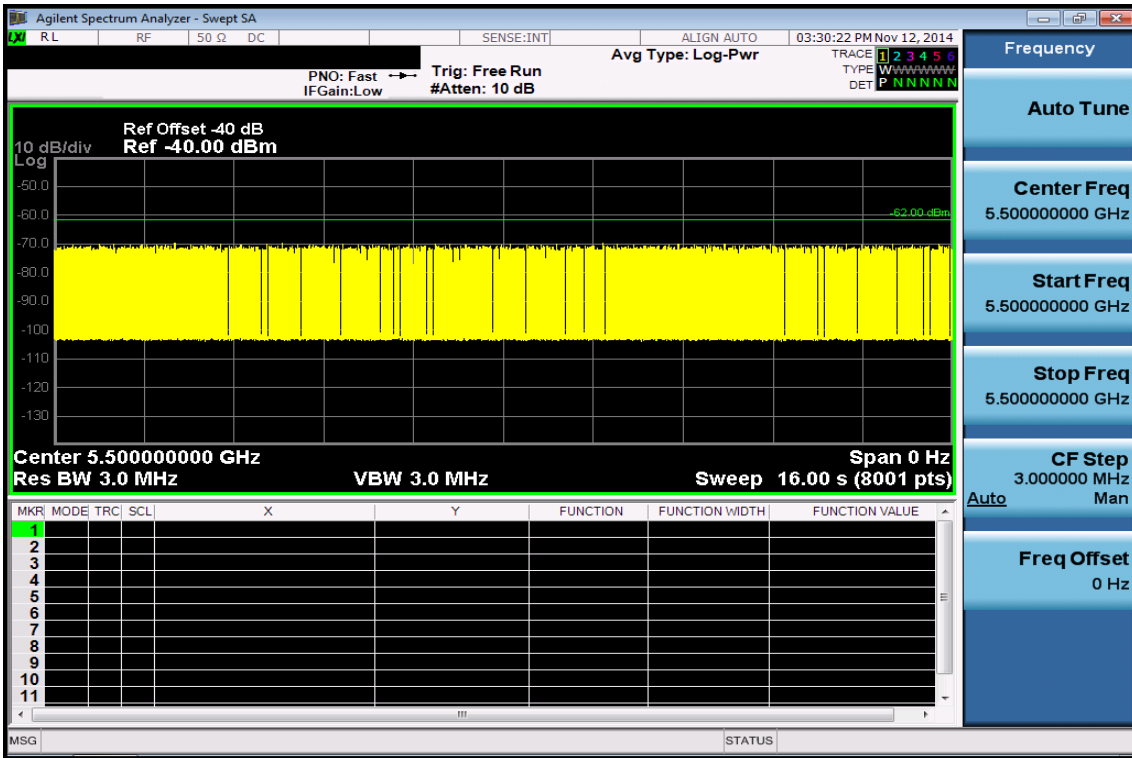 Agilent Spectrum Analyzer - Swept SA
LXI RL RF 50 Ω DC SENSE:INT ALIGN AUTO 03:30:22 PM Nov 12, 2014
PNO: Fast Trig: Free Run Avg Type: Log-Pwr TRACE 1 2 3 4 5 6
IFGain:Low #Atten: 10 dB TYPE WWWWWWW
DET P N N N N N
Ref Offset -40 dB
10 dB/div Ref -40.00 dBm
Log
-50.0
-60.0
-62.00 dBm
-70.0
-80.0
-90.0
-100
-110
-120
-130
Center 5.500000000 GHz Span 0 Hz
Res BW 3.0 MHz VBW 3.0 MHz Sweep 16.00 s (8001 pts)
MKR MODE TRC SCL X Y FUNCTION FUNCTION WIDTH FUNCTION VALUE
1
2
3
4
5
6
7
8
9
10
11
MSG STATUS
Frequency
Auto Tune
Center Freq
5.500000000 GHz
Start Freq
5.500000000 GHz
Stop Freq
5.500000000 GHz
CF Step
3.000000 MHz
Auto Man
Freq Offset
0 Hz